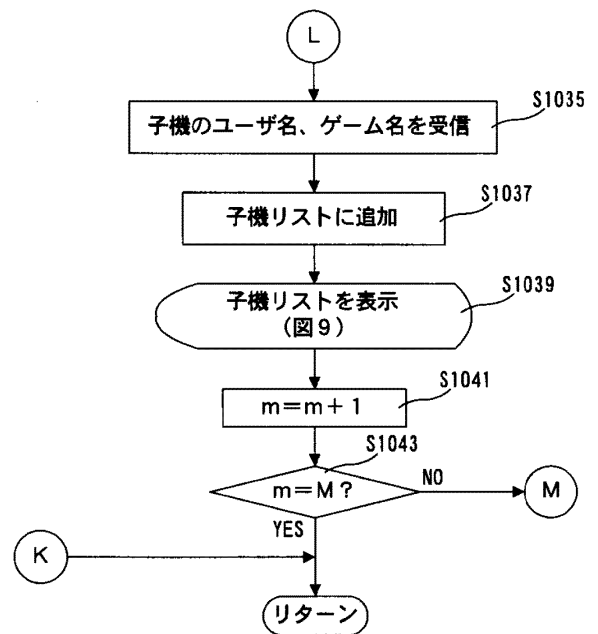 L
S1035
子機のユーザ名、ゲーム名を受信
S1037
子機リストに追加
S1039
子機リストを表示
(図9)
S1041
m=m+1
S1043
m=M?
NO
M
YES
K
リターン